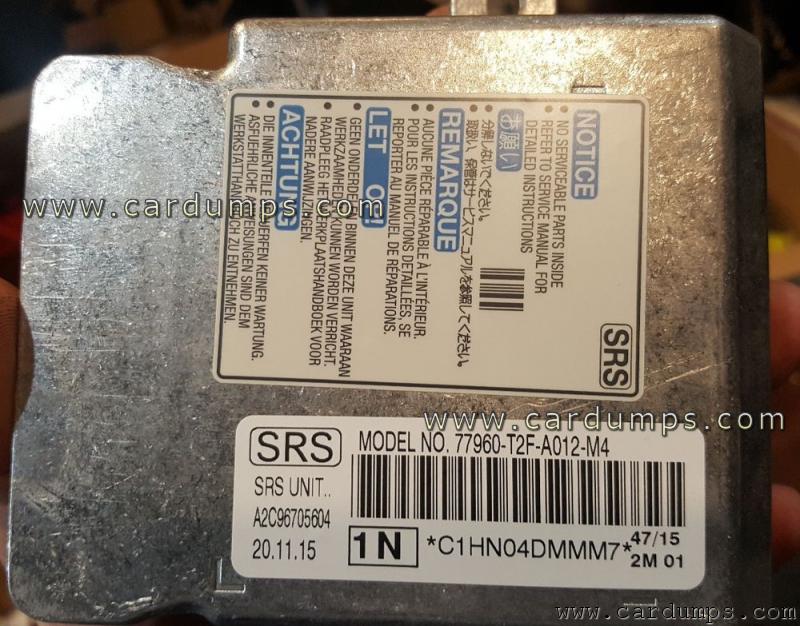 NOTICE
• NO SERVICEABLE PARTS INSIDE
• REFER TO SERVICE MANUAL FOR
DETAILED INSTRUCTIONS
お願い
• 分解しないでください。
• 取扱い、保管はサービスマニュアルを参照してください。
REMARQUE
• AUCUNE PIÈCE RÉPARABLE À L'INTÉRIEUR.
• POUR LES INSTRUCTIONS DETAILLÉES, SE
REPORTER AU MANUEL DE RÉPARATIONS.
LET OP!
• GEEN ONDERDELEN BINNEN DEZE UNIT WAARAAN
WERKZAAMHEDEN KUNNEN WORDEN VERRICHT.
• RAADPLEEG HET WERKPLAATSHANDBOEK VOOR
NADERE AANWIJZINGEN.
ACHTUNG
• DIE INNENTEILE BEDÜRFEN KEINER WARTUNG.
• ASFÜHRLICHE ANWEISUNGEN SIND DEM
WERKSTATTHANDBUCH ZU ENTNEHMEN.
SRS
www.cardumps.com
www.cardumps.com
SRS MODEL NO. 77960-T2F-A012-M4
SRS UNIT..
A2C96705604
20.11.15 1N *C1HN04DMMM7* 47/15
2M 01
www.cardumps.com